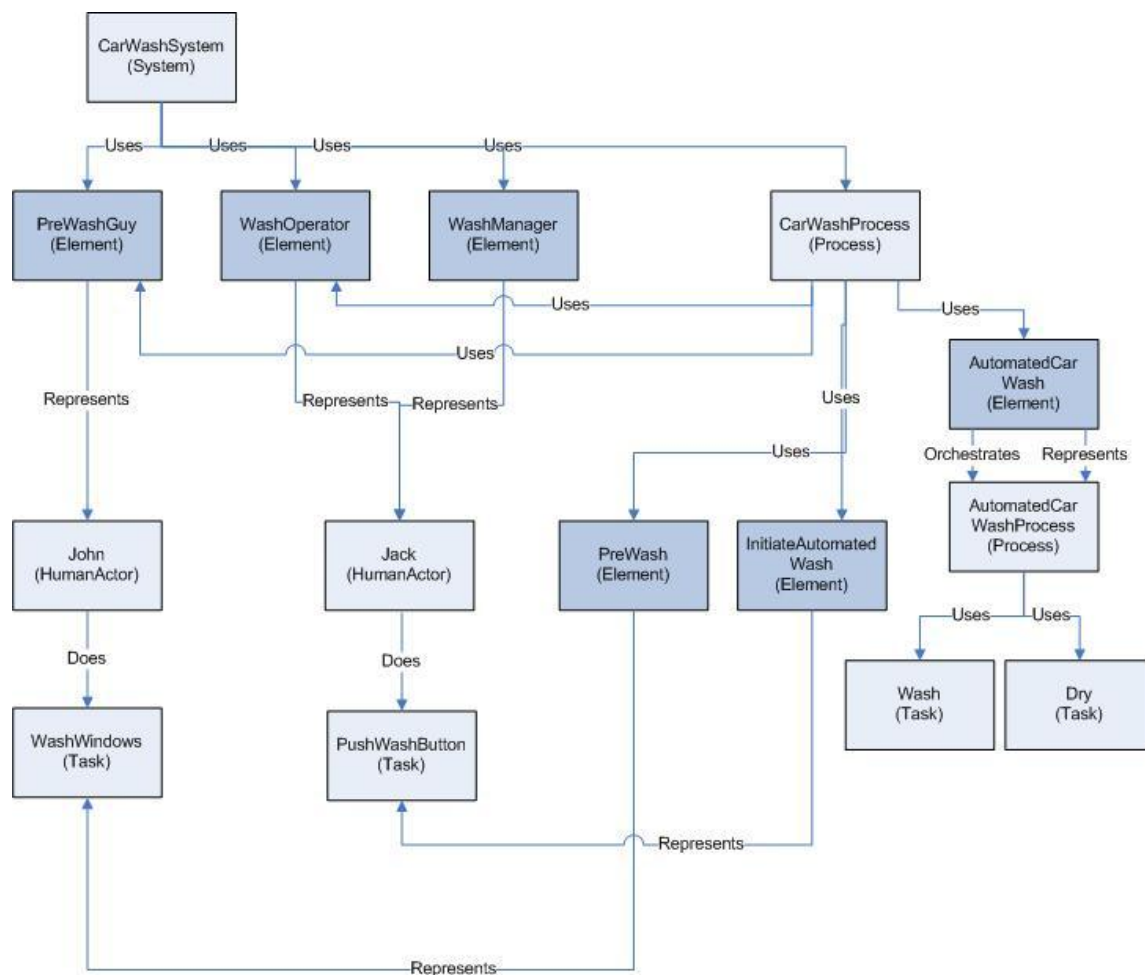 CarWashSystem
(System)
Uses
Uses
Uses
Uses
PreWashGuy
(Element)
WashOperator
(Element)
WashManager
(Element)
CarWashProcess
(Process)
Uses
Uses
Uses
AutomatedCar
Wash
(Element)
Represents
Represents
Represents
Uses
Uses
Orchestrates
Represents
John
(HumanActor)
Jack
(HumanActor)
PreWash
(Element)
InitiateAutomated
Wash
(Element)
AutomatedCar
WashProcess
(Process)
Uses
Uses
Does
Does
Wash
(Task)
Dry
(Task)
WashWindows
(Task)
PushWashButton
(Task)
Represents
Represents